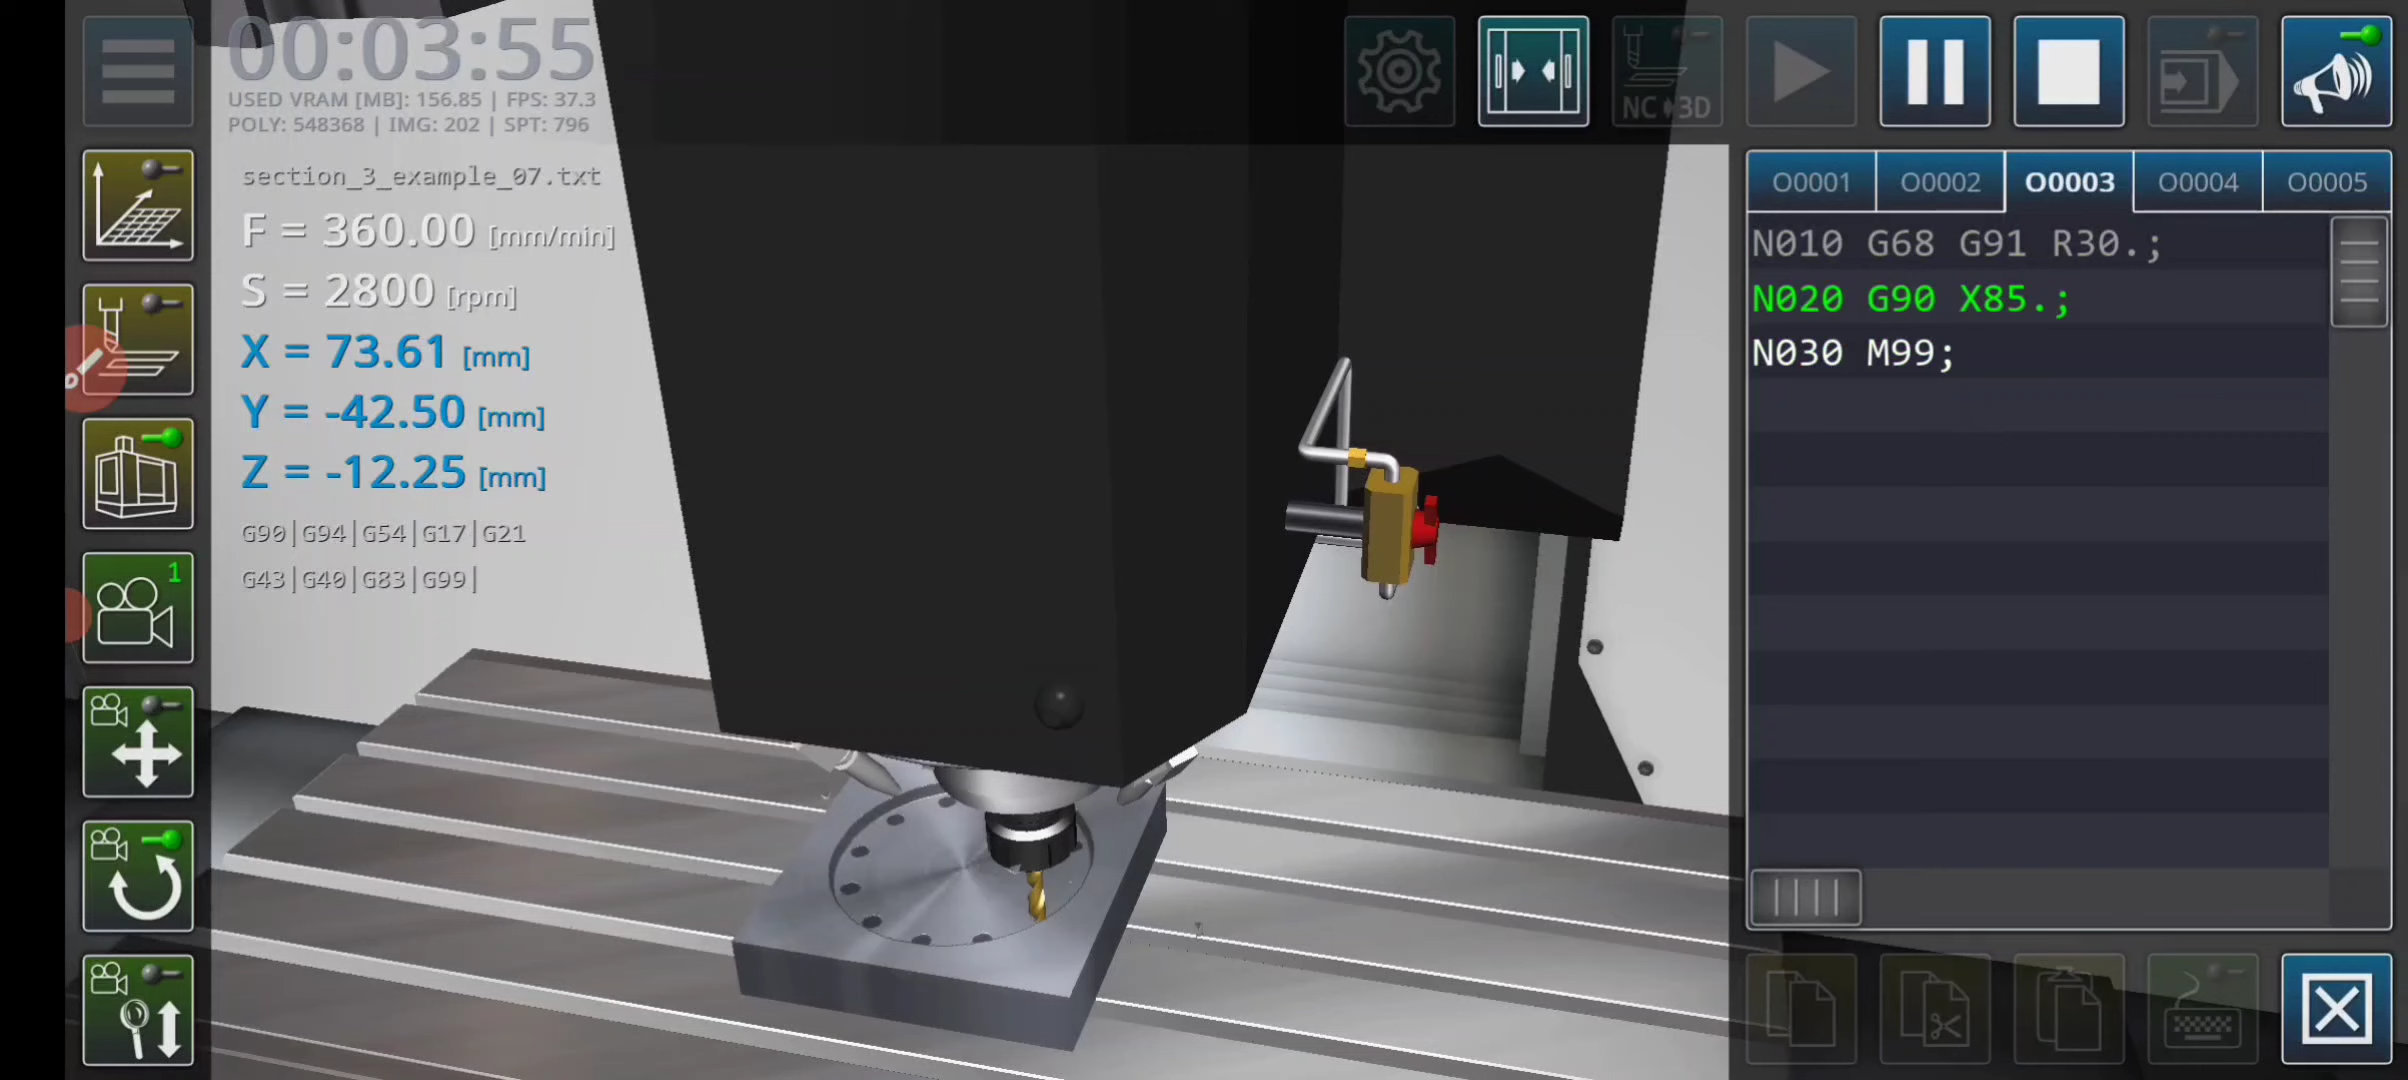 00:03:55
USED VRAM [MB]: 156.85 | FPS: 37.3
POLY: 548368 | IMG: 202 | SPT: 796
section_3_example_07.txt
F = 360.00 [mm/min]
S = 2800 [rpm]
X = 73.61 [mm]
Y = -42.50 [mm]
Z = -12.25 [mm]
G90|G94|G54|G17|G21
G43|G40|G83|G99|
1
NC 3D
O0001 O0002 O0003 O0004 O0005
N010 G68 G91 R30.;
N020 G90 X85.;
N030 M99;